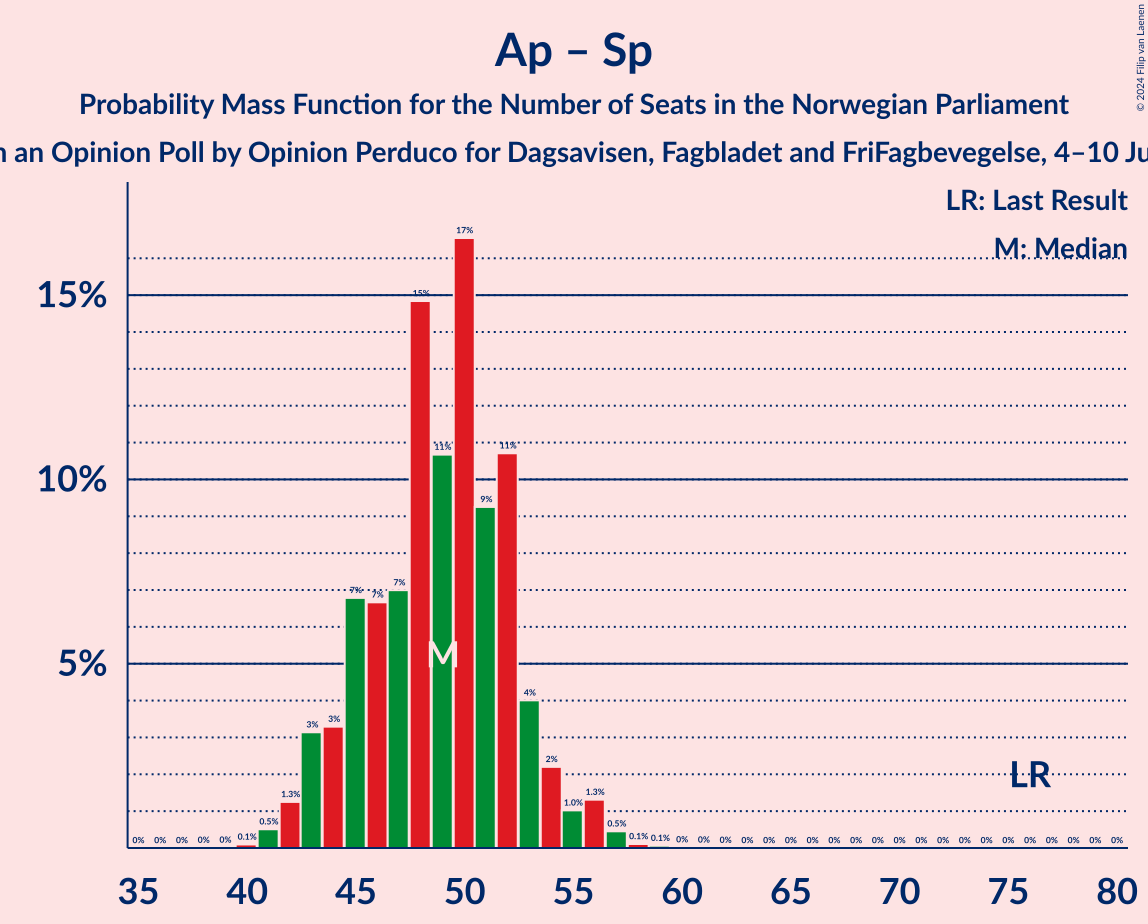 Ap – Sp
Probability Mass Function for the Number of Seats in the Norwegian Parliament
an Opinion Poll by Opinion Perduco for Dagsavisen, Fagbladet and FriFagbevegelse, 4–10
© 2024 Filip van Laenen
LR: Last Result
M: Median
15%
10%
5%
0% 0% 0% 0% 0% 0.1% 0.5% 1.3% 3% 3% 7% 7% 7% 15% 11% 17% 9% 11% 4% 2% 1.0% 1.3% 0.5% 0.1% 0.1% 0% 0% 0% 0% 0% 0% 0% 0% 0% 0% 0% 0% 0% 0% 0% 0% 0% 0% 0% 0% 0%
M
LR
35 40 45 50 55 60 65 70 75 80